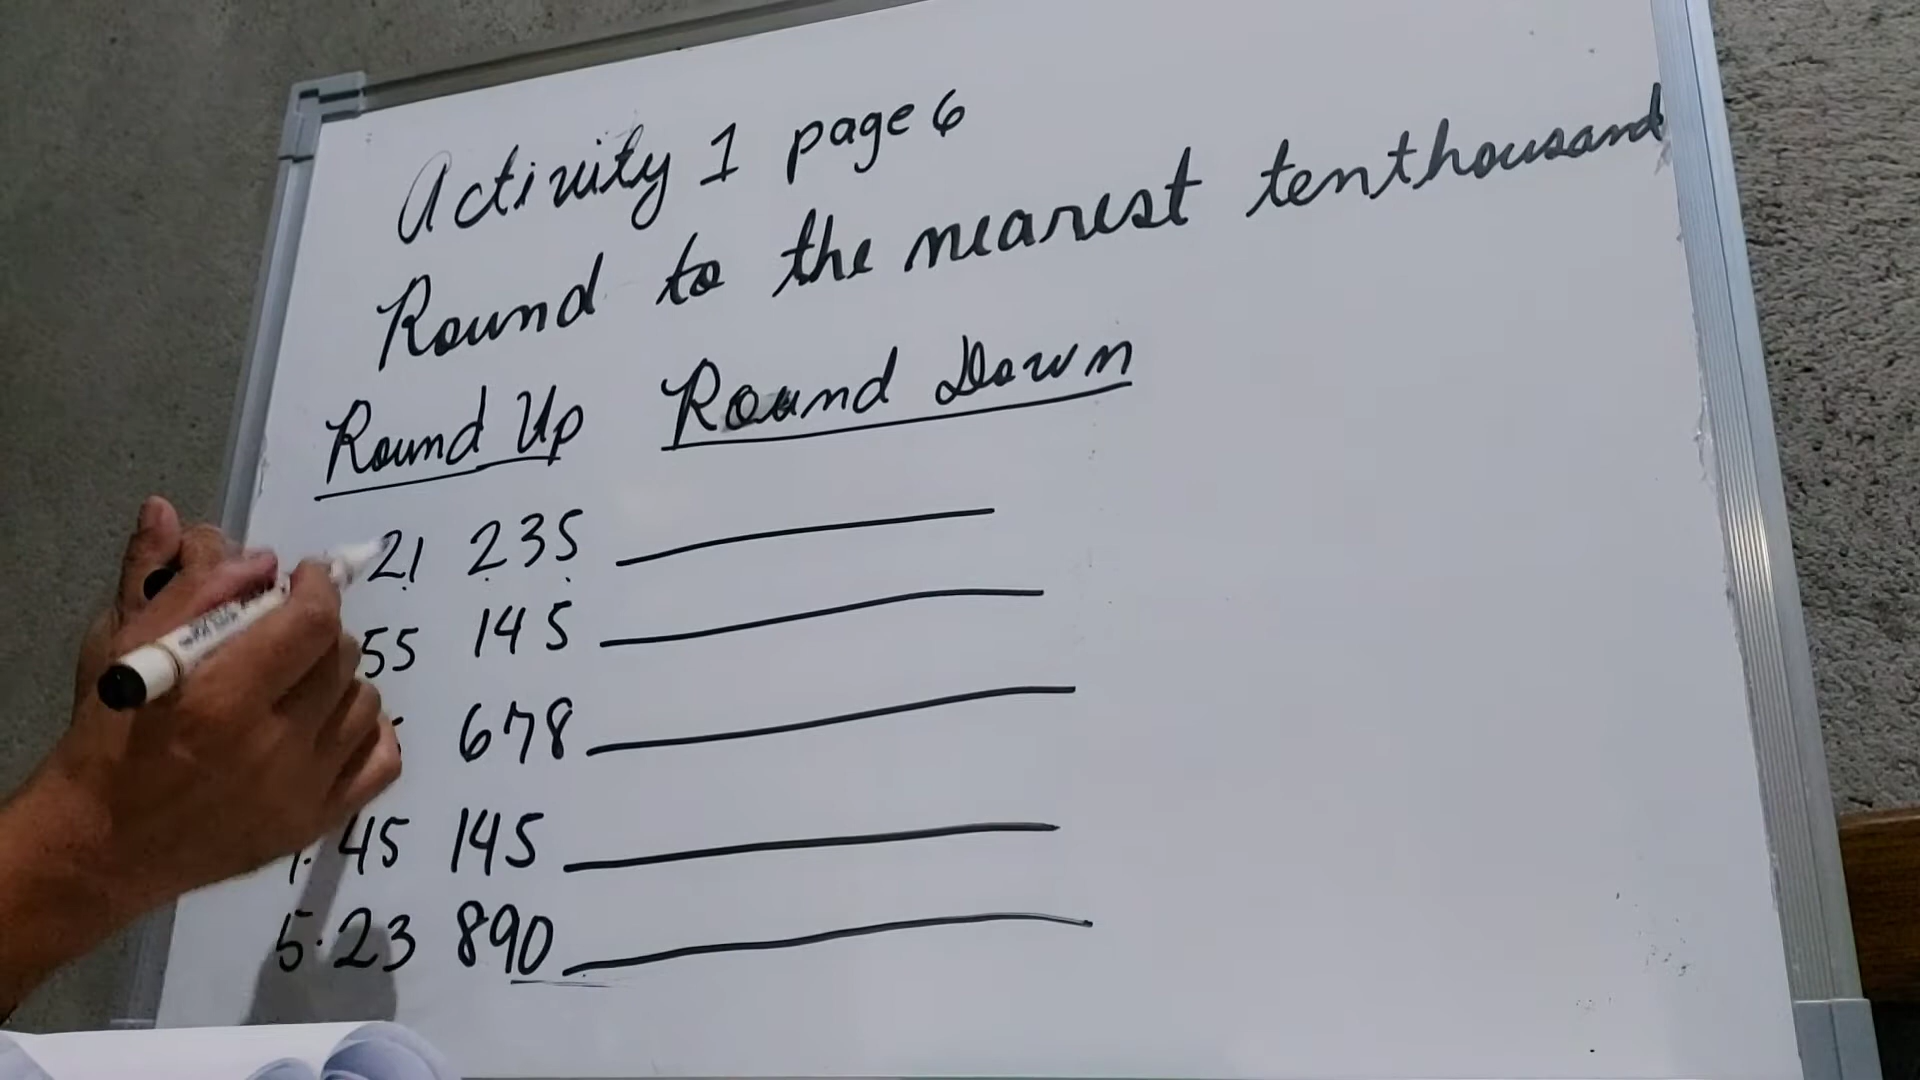 Activity 1 page 6
Round to the nearest tenthousand
Round Up Round Down
21 235
55 145
678
45 145
5. 23 890